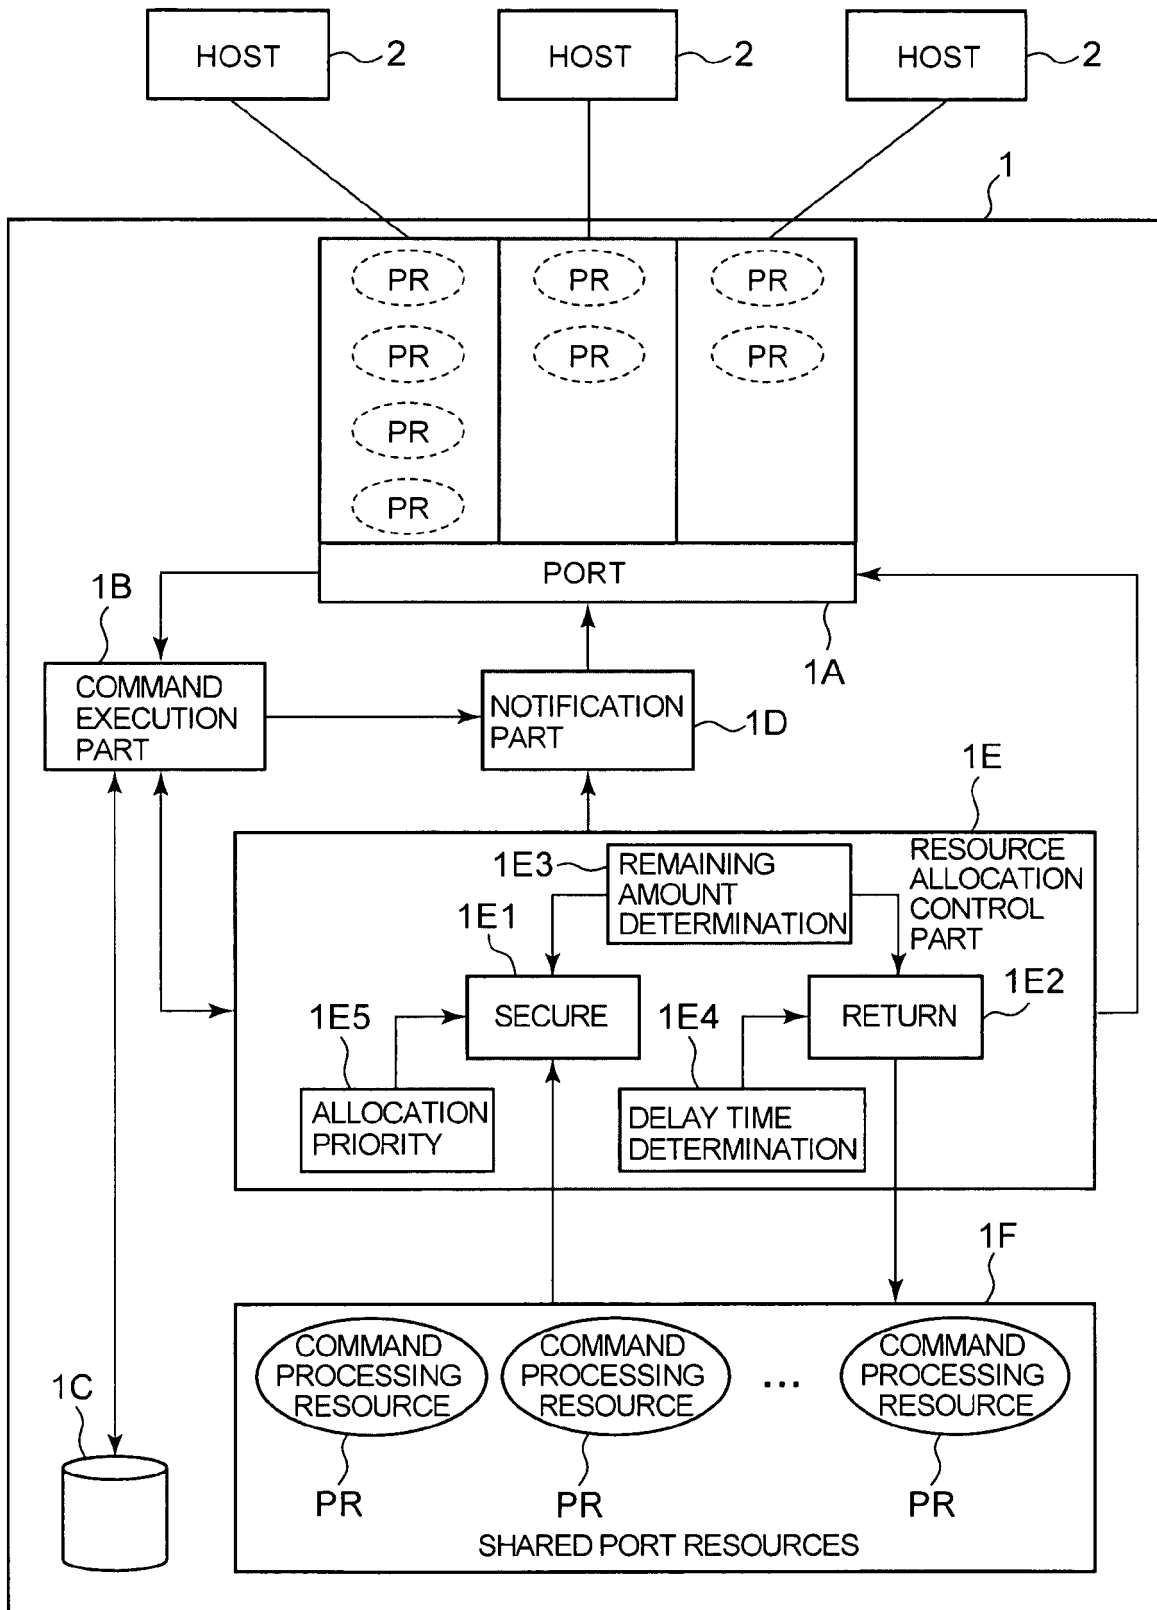 HOST 2
HOST 2
HOST 2
1
PR PR PR
PR PR PR
PR
PR
PORT
1A
1B
COMMAND
EXECUTION
PART
NOTIFICATION
PART
1D
1E
RESOURCE
ALLOCATION
CONTROL
PART
1E3
REMAINING
AMOUNT
DETERMINATION
1E1
SECURE
RETURN
1E2
1E5
ALLOCATION
PRIORITY
1E4
DELAY TIME
DETERMINATION
1F
COMMAND
PROCESSING
RESOURCE
COMMAND
PROCESSING
RESOURCE
...
COMMAND
PROCESSING
RESOURCE
PR PR PR
SHARED PORT RESOURCES
1C